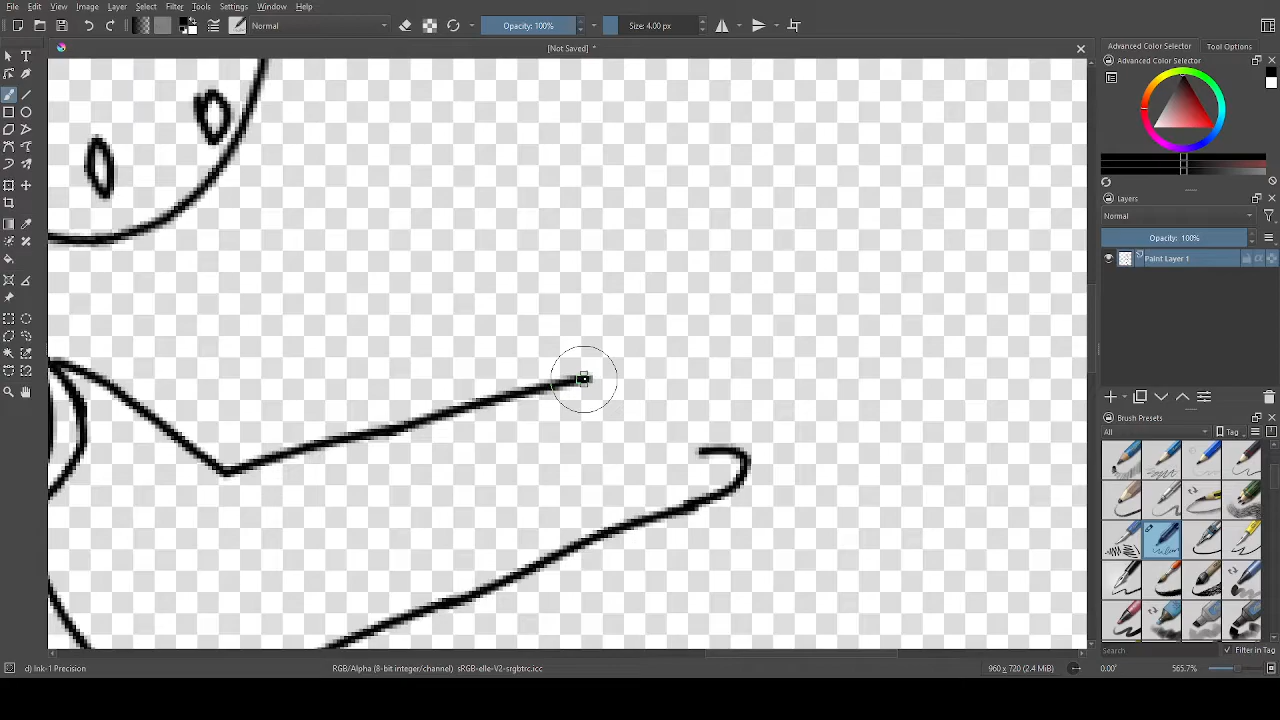 File Edit View Image Layer Select Filter Tools Settings Window Help
Normal Opacity: 100% Size: 4.00 px
[Not Saved] *
Advanced Color Selector Tool Options
Advanced Color Selector
Layers
Normal
Opacity: 100%
Paint Layer 1
Brush Presets
All Tag
Search Filter in Tag
d) Ink-1 Precision RGB/Alpha (8-bit integer/channel) sRGB-elle-V2-srgbtrc.icc 960 x 720 (2.4 MiB) 0.00° 565.7%